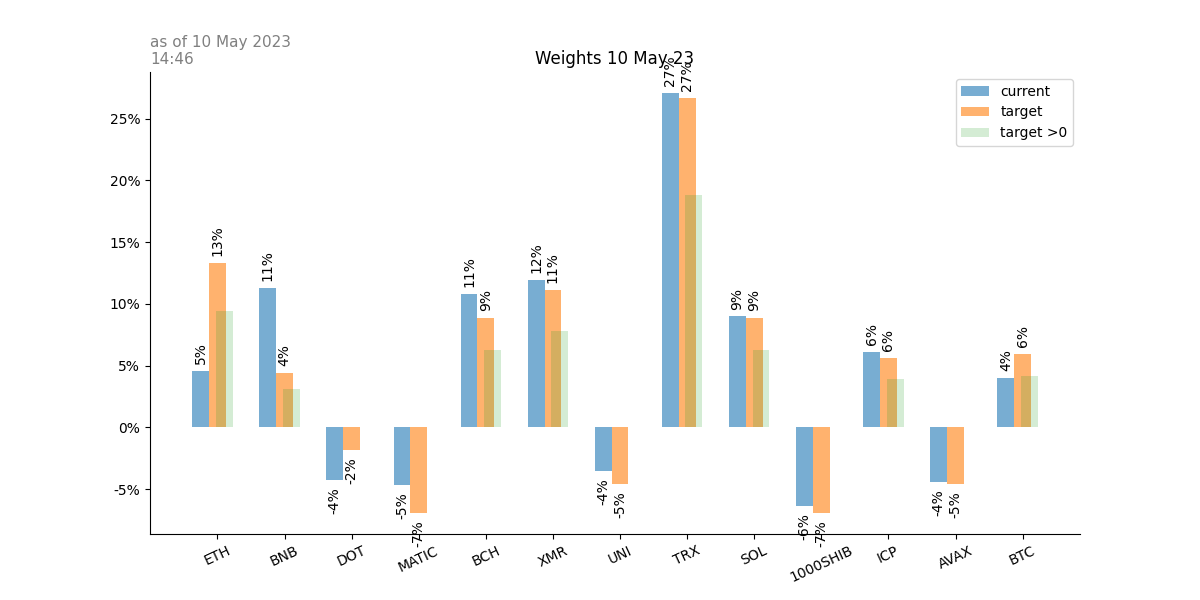 as of 10 May 2023
14:46
Weights 10 May 23
current
target
target >0
25%
20%
15%
10%
5%
0%
-5%
5%
13%
11%
4%
-4%
-2%
-5%
-7%
11%
9%
12%
11%
-4%
-5%
27%
27%
9%
9%
-6%
-7%
6%
6%
-4%
-5%
4%
6%
ETH
BNB
DOT
MATIC
BCH
XMR
UNI
TRX
SOL
1000SHIB
ICP
AVAX
BTC